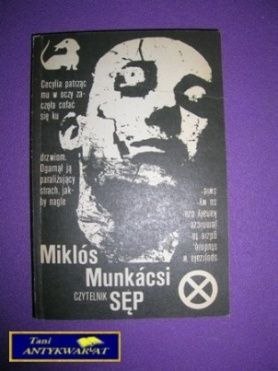 Cecylia patrząc
mu w oczy za-
częła cofać
się ku
drzwiom.
Ogarnął ją
paraliżujący
strach, jak-
by nagle
spojrzała w
Miklós
Munkácsi
CZYTELNIK SĘP
Tani
ANTYKWARIAT